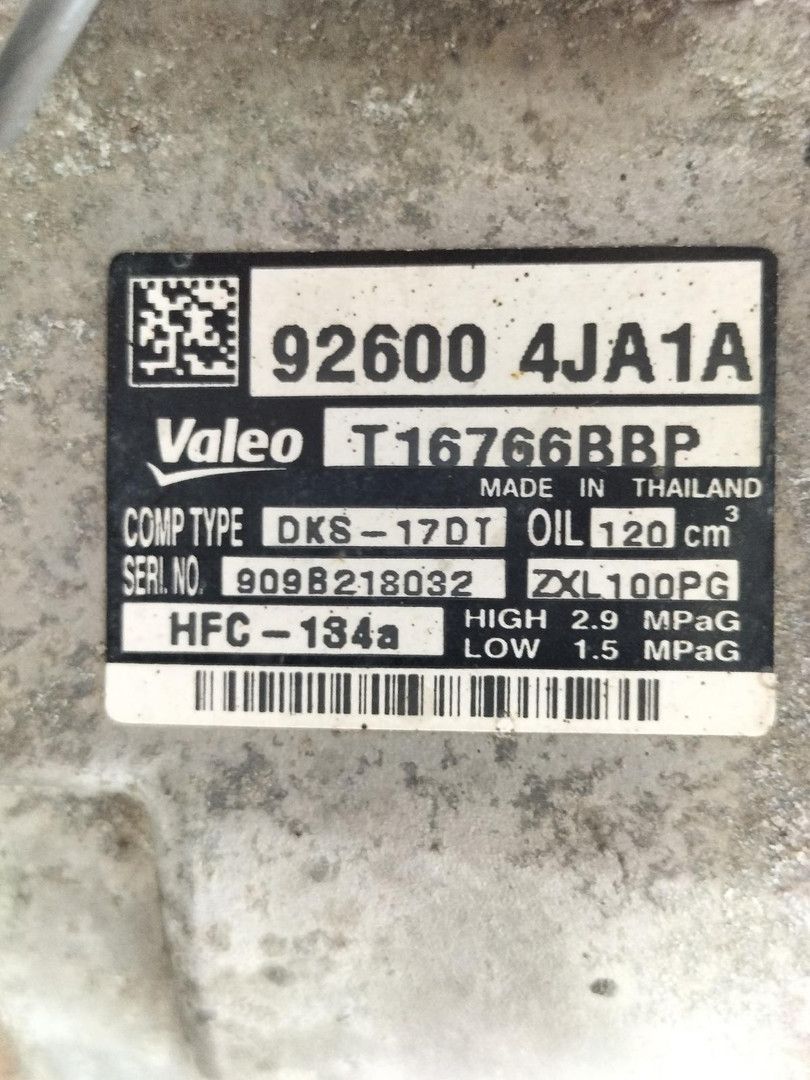 92600 4JA1A
Valeo T16766BBP
MADE IN THAILAND
COMP TYPE DKS-17DT OIL 120 cm³
SERI. NO. 909B218032 ZXL100PG
HFC-134a HIGH 2.9 MPaG
LOW 1.5 MPaG